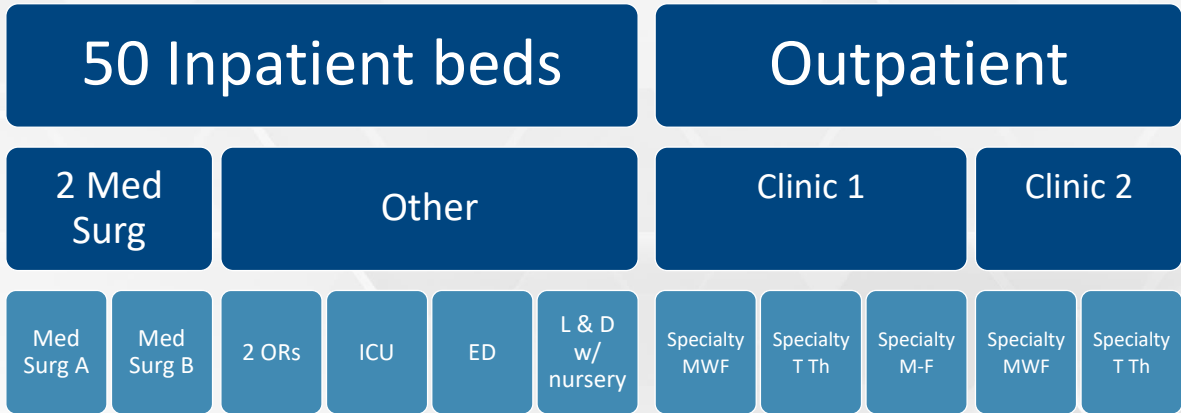 50 Inpatient beds
Outpatient
2 Med
Surg
Other
Clinic 1
Clinic 2
Med
Surg A
Med
Surg B
2 ORs
ICU
ED
L & D
w/
nursery
Specialty
MWF
Specialty
T Th
Specialty
M-F
Specialty
MWF
Specialty
T Th